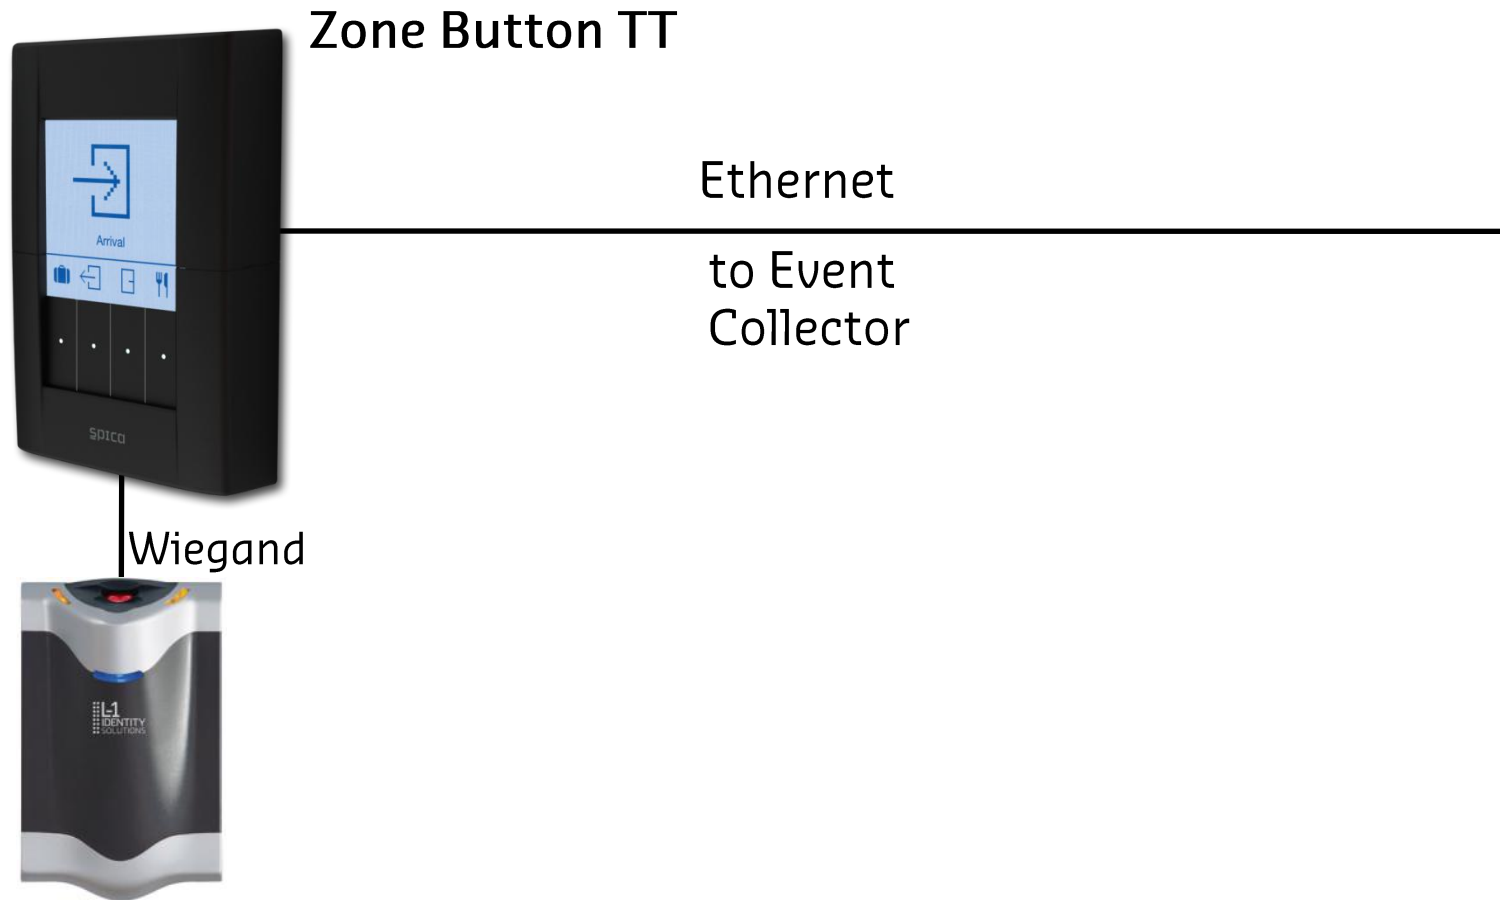 Zone Button TT
Ethernet
to Event
Collector
Arrival
spica
Wiegand
L-1
IDENTITY
SOLUTIONS